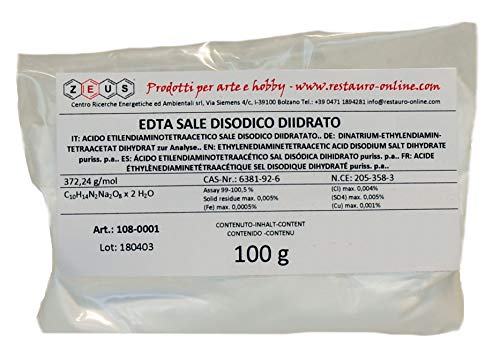 ZEUS® Prodotti per arte e hobby - www.restauro-online.com
Centro Ricerche Energetiche ed Ambientali srl, Via Siemens 4/c, I-39100 Bolzano Tel. +39 0471 1894281 info@restauro-online.com
EDTA SALE DISODICO DIIDRATO
IT: ACIDO ETILENDIAMINOTETRAACETICO SALE DISODICO DIIDRATATO.. DE: DINATRIUM-ETHYLENDIAMIN-
TETRAACETAT DIHYDRAT zur Analyse.. EN: ETHYLENEDIAMINETETRAACETIC ACID DISODIUM SALT DIHYDRATE
puriss. p.a.. ES: ÁCIDO ETILENDIAMINOTETRAACÉTICO SAL DISÓDICA DIHIDRATO puriss. p.a.. FR: ACIDE
ÉTHYLÈNEDIAMINETÉTRAACÉTIQUE SEL DISODIQUE DIHYDRATÉ puriss. p.a..
372,24 g/mol CAS-Nr.: 6381-92-6 N.CE: 205-358-3
C10H14N2Na2O8 x 2 H2O Assay 99-100,5 % (Cl) max. 0,004%
Solid residue max. 0,005% (SO4) max. 0,005%
(Fe) max. 0,0005% (Cu) max. 0,001%
Art.: 108-0001 CONTENUTO-INHALT-CONTENT
Lot: 180403 CONTENIDO -CONTENU
100 g